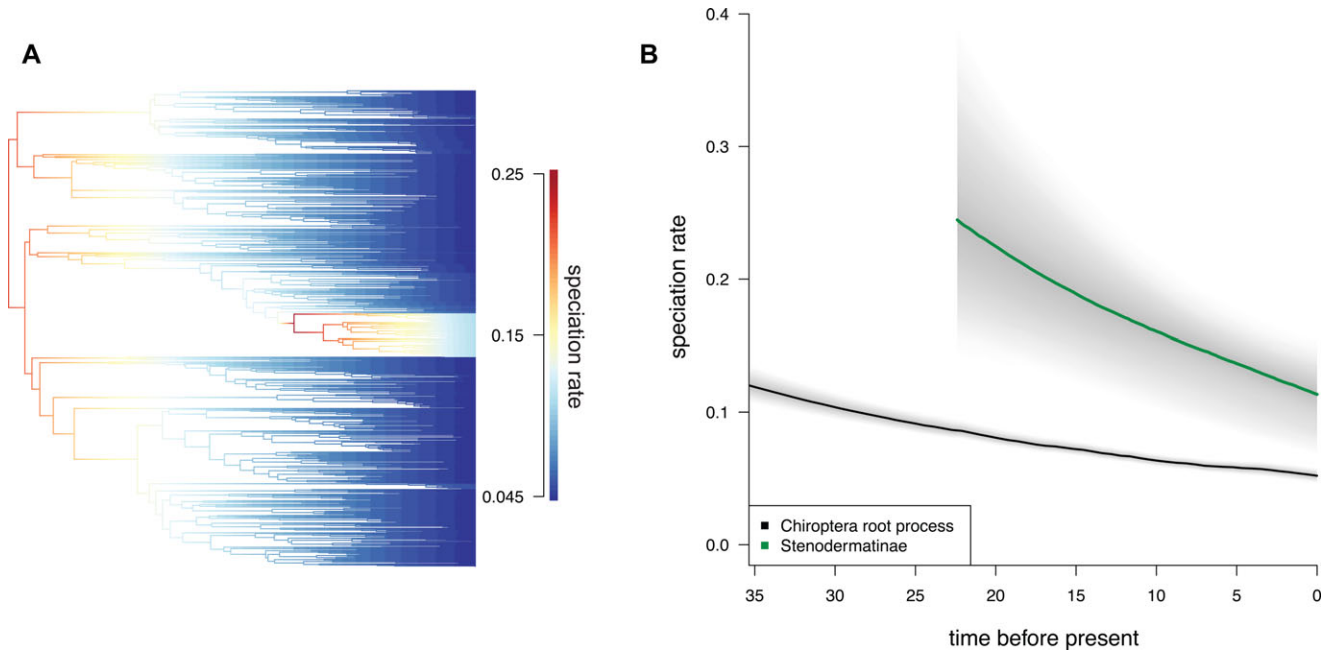 A
0.25
0.15
0.045
speciation rate
B
0.4
0.3
0.2
0.1
0.0
speciation rate
Chiroptera root process
Stenodermatinae
35
30
25
20
15
10
5
0
time before present